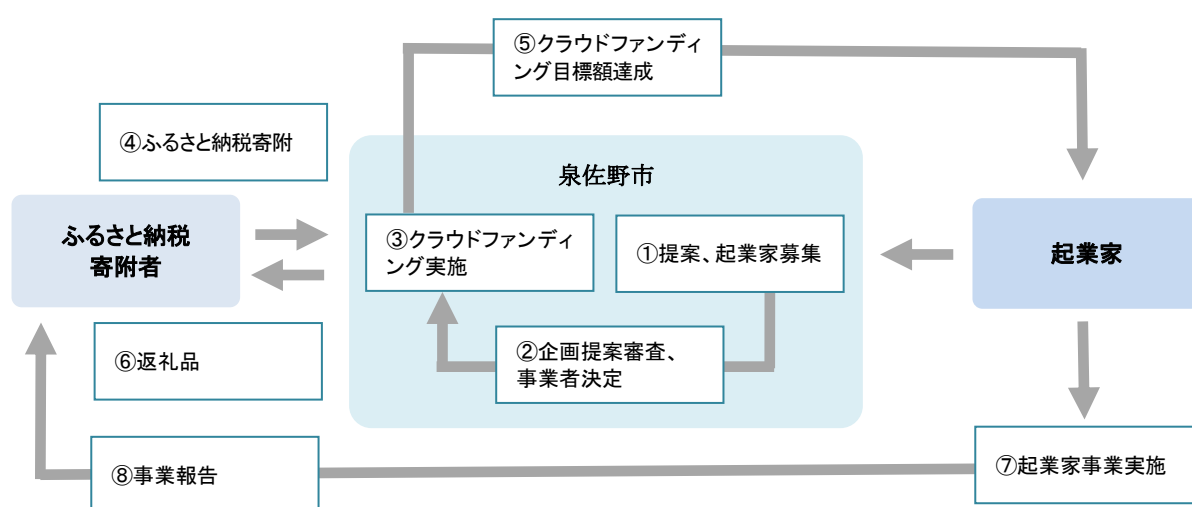 ⑤クラウドファンディ
ング目標額達成
④ふるさと納税寄附
泉佐野市
ふるさと納税
寄附者
③クラウドファンディ
ング実施
①提案、起業家募集
起業家
②企画提案審査、
事業者決定
⑥返礼品
⑧事業報告
⑦起業家事業実施